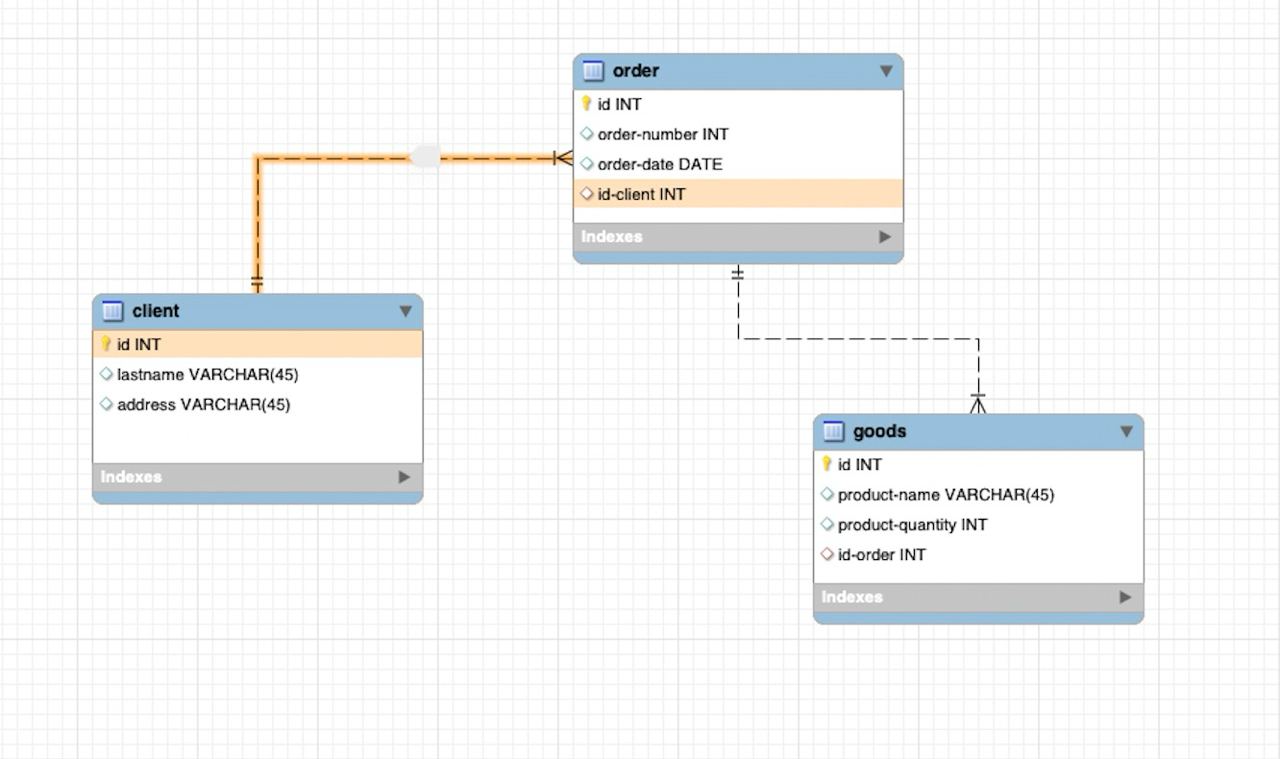 order
id INT
order-number INT
order-date DATE
id-client INT
Indexes
client
id INT
lastname VARCHAR(45)
address VARCHAR(45)
Indexes
goods
id INT
product-name VARCHAR(45)
product-quantity INT
id-order INT
Indexes